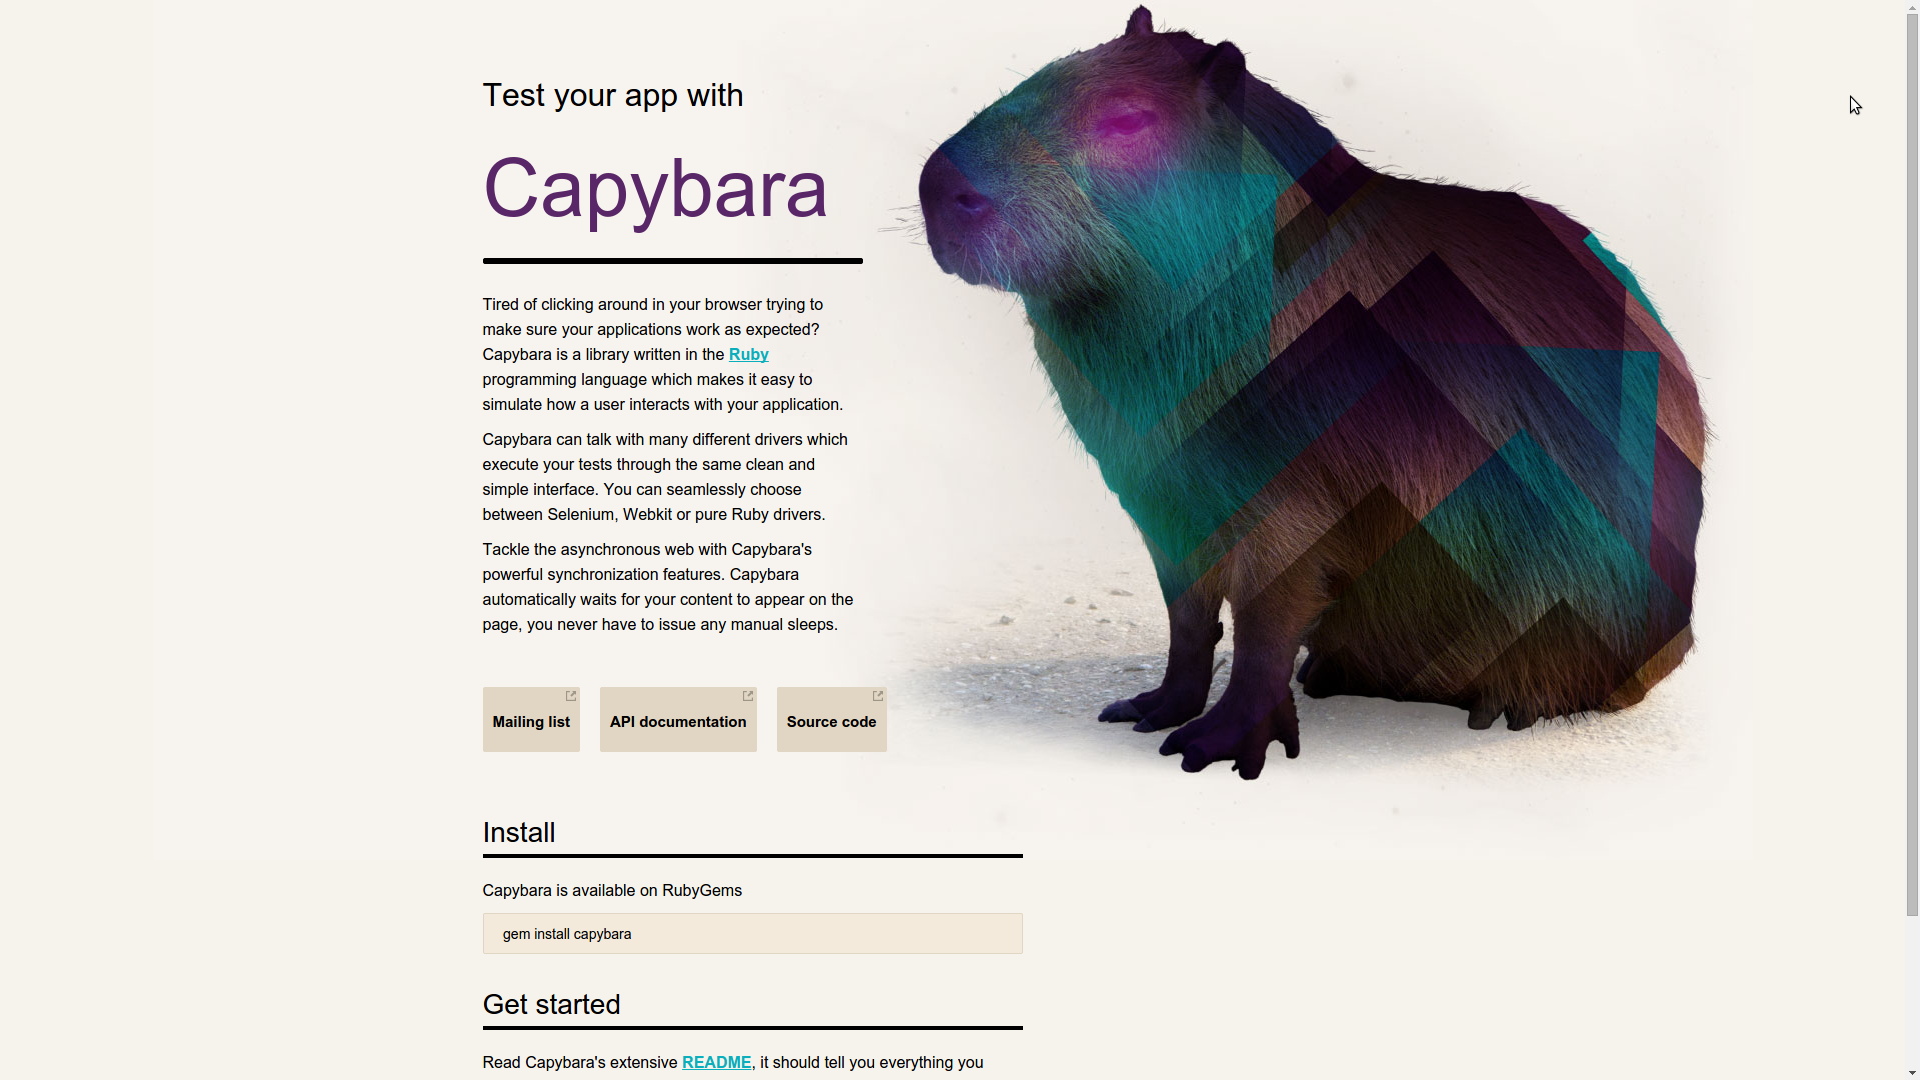 Test your app with
Capybara
Tired of clicking around in your browser trying to
make sure your applications work as expected?
Capybara is a library written in the Ruby
programming language which makes it easy to
simulate how a user interacts with your application.
Capybara can talk with many different drivers which
execute your tests through the same clean and
simple interface. You can seamlessly choose
between Selenium, Webkit or pure Ruby drivers.
Tackle the asynchronous web with Capybara's
powerful synchronization features. Capybara
automatically waits for your content to appear on the
page, you never have to issue any manual sleeps.
Mailing list
API documentation
Source code
Install
Capybara is available on RubyGems
gem install capybara
Get started
Read Capybara's extensive README, it should tell you everything you